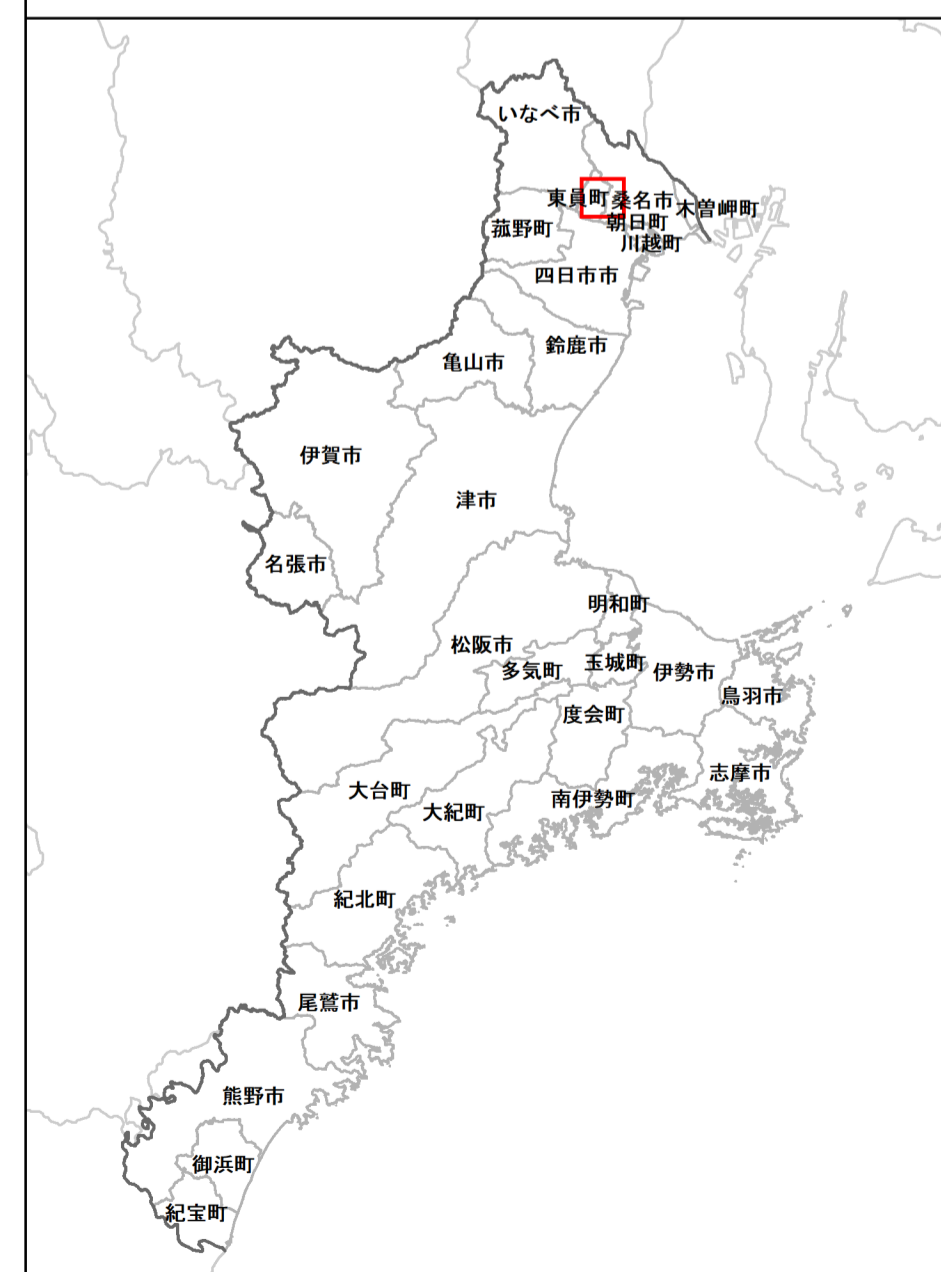 いなべ市
東員町
桑名市
木曽岬町
朝日町
菰野町
川越町
四日市市
鈴鹿市
亀山市
伊賀市
津市
名張市
明和町
松阪市
玉城町
多気町
伊勢市
鳥羽市
度会町
志摩市
大台町
南伊勢町
大紀町
紀北町
尾鷲市
熊野市
御浜町
紀宝町